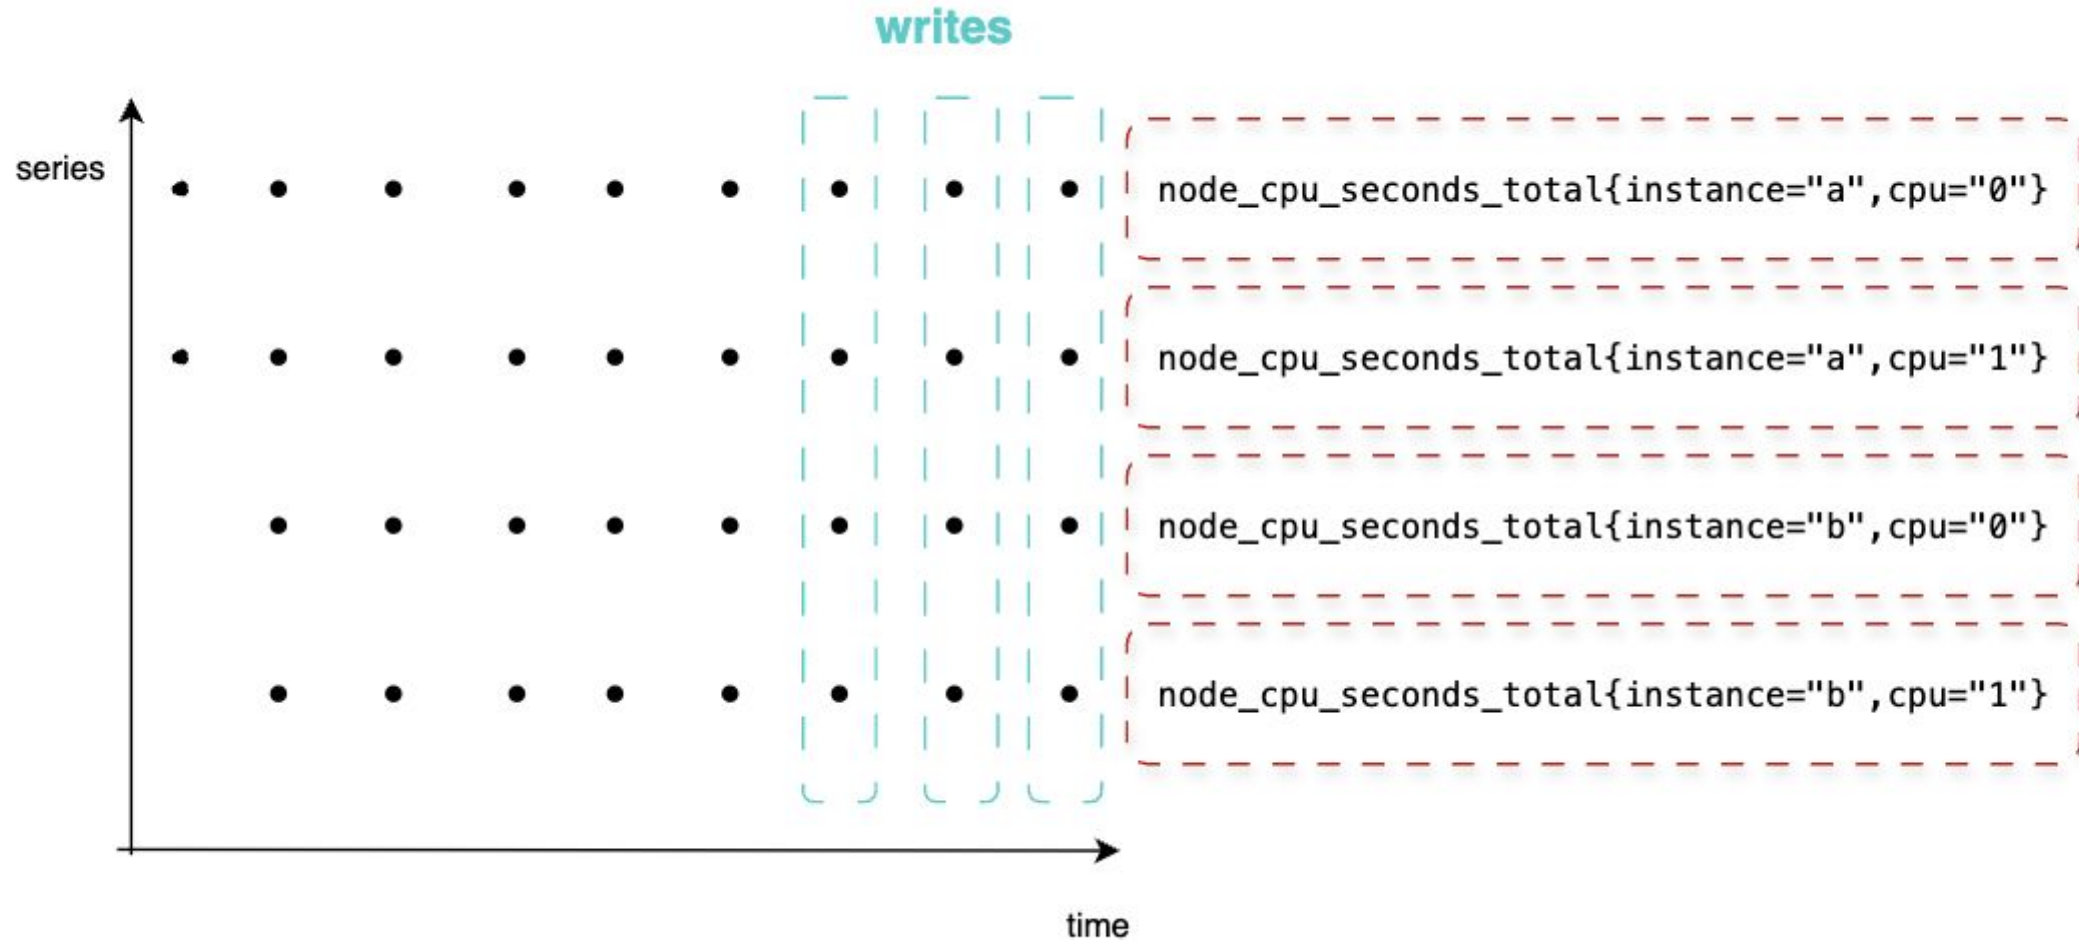 writes
series
node_cpu_seconds_total{instance="a",cpu="0"}
node_cpu_seconds_total{instance="a",cpu="1"}
node_cpu_seconds_total{instance="b",cpu="0"}
node_cpu_seconds_total{instance="b",cpu="1"}
time